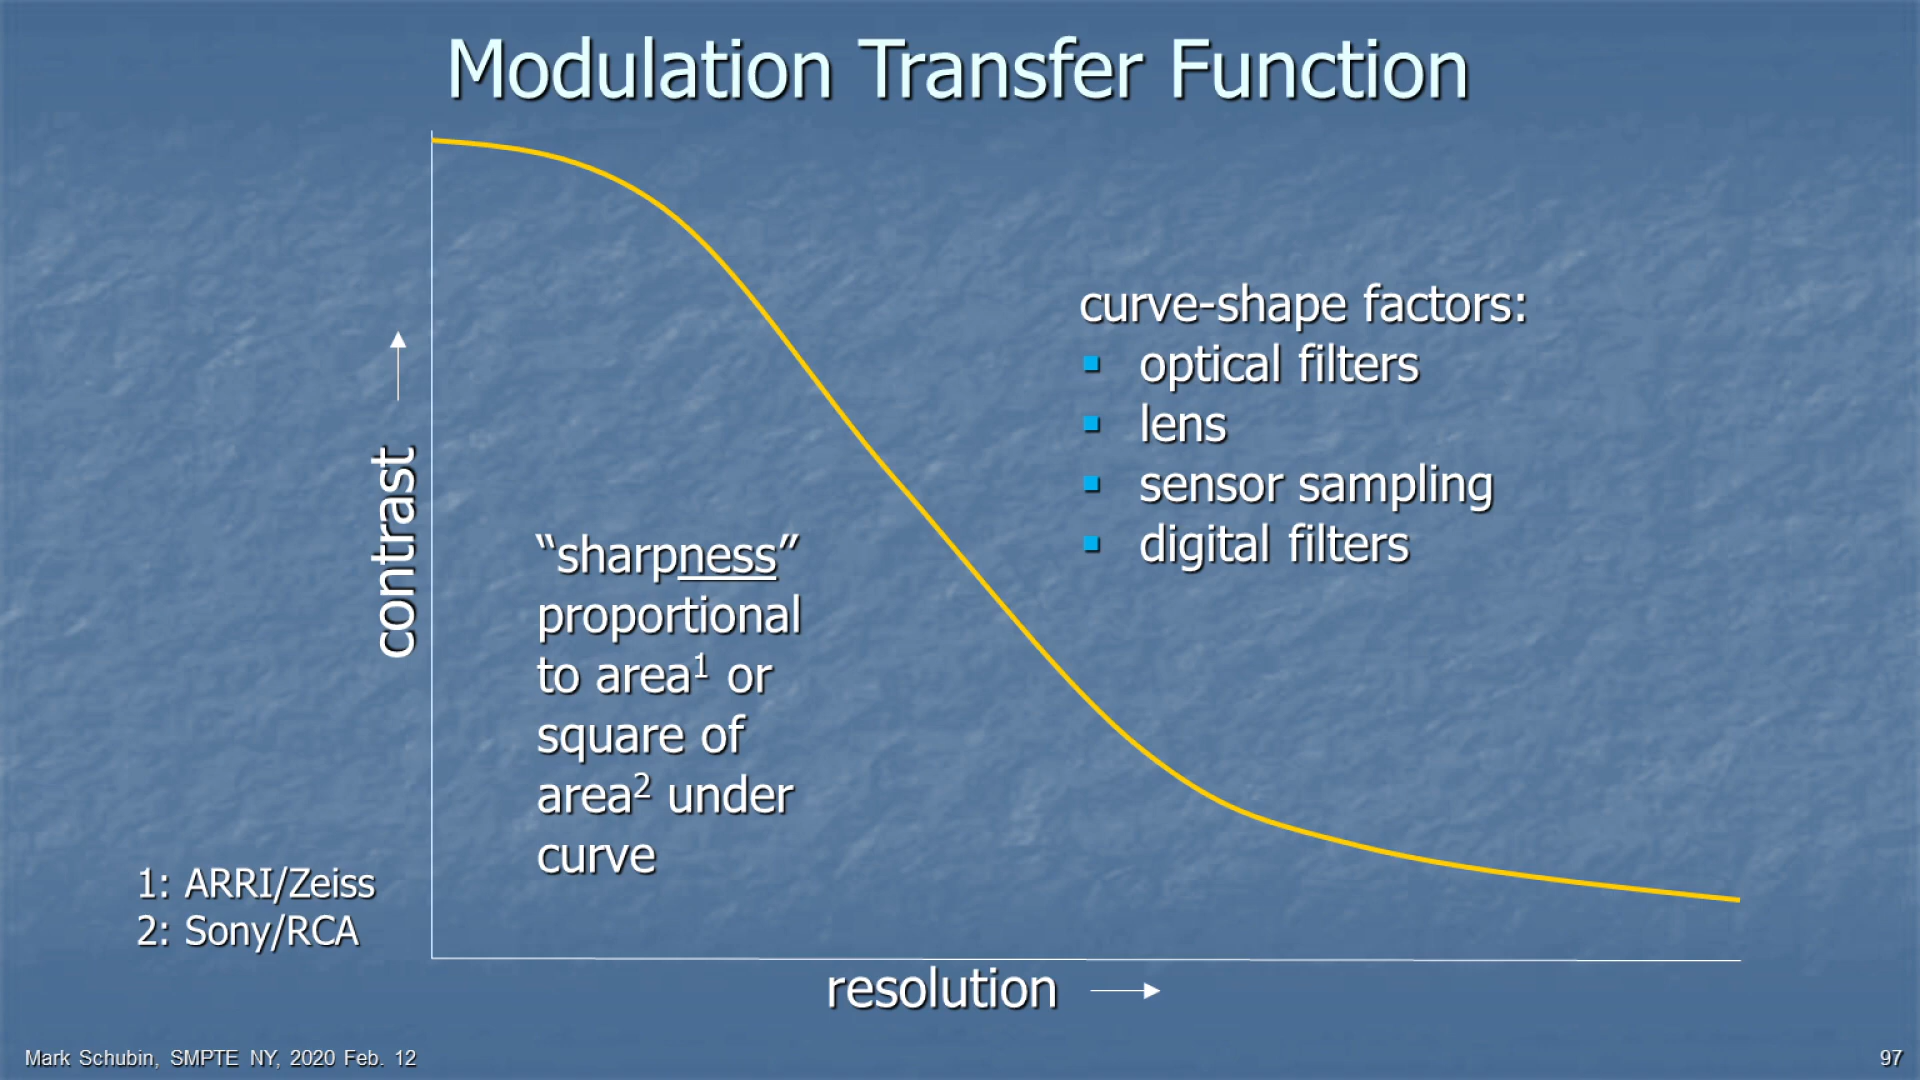 Modulation Transfer Function
contrast
curve-shape factors:
▪ optical filters
▪ lens
▪ sensor sampling
▪ digital filters
“sharpness”
proportional
to area¹ or
square of
area² under
curve
1: ARRI/Zeiss
2: Sony/RCA
resolution
Mark Schubin, SMPTE NY, 2020 Feb. 12
97